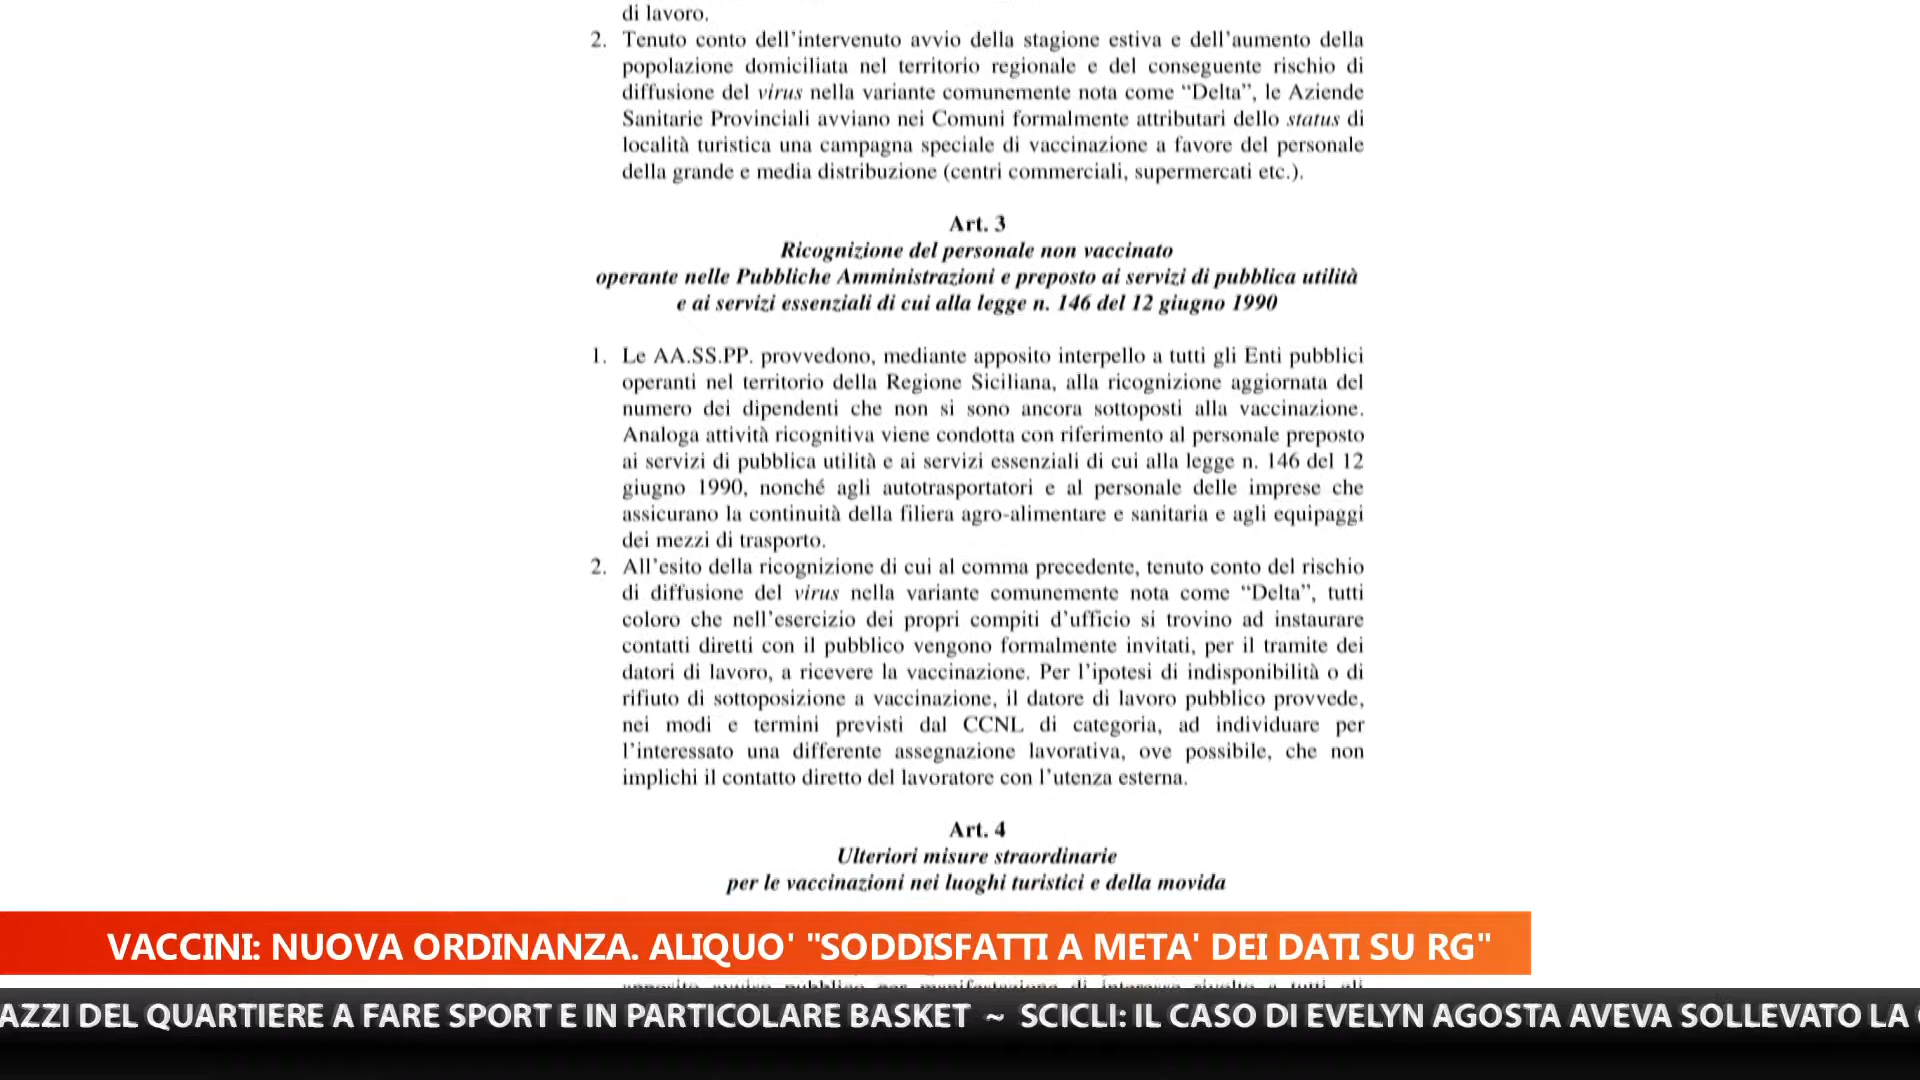 di lavoro.
2. Tenuto conto dell'intervenuto avvio della stagione estiva e dell'aumento della
popolazione domiciliata nel territorio regionale e del conseguente rischio di
diffusione del virus nella variante comunemente nota come “Delta”, le Aziende
Sanitarie Provinciali avviano nei Comuni formalmente attributari dello status di
località turistica una campagna speciale di vaccinazione a favore del personale
della grande e media distribuzione (centri commerciali, supermercati etc.).
Art. 3
Ricognizione del personale non vaccinato
operante nelle Pubbliche Amministrazioni e preposto ai servizi di pubblica utilità
e ai servizi essenziali di cui alla legge n. 146 del 12 giugno 1990
1. Le AA.SS.PP. provvedono, mediante apposito interpello a tutti gli Enti pubblici
operanti nel territorio della Regione Siciliana, alla ricognizione aggiornata del
numero dei dipendenti che non si sono ancora sottoposti alla vaccinazione.
Analoga attività ricognitiva viene condotta con riferimento al personale preposto
ai servizi di pubblica utilità e ai servizi essenziali di cui alla legge n. 146 del 12
giugno 1990, nonché agli autotrasportatori e al personale delle imprese che
assicurano la continuità della filiera agro-alimentare e sanitaria e agli equipaggi
dei mezzi di trasporto.
2. All'esito della ricognizione di cui al comma precedente, tenuto conto del rischio
di diffusione del virus nella variante comunemente nota come “Delta”, tutti
coloro che nell'esercizio dei propri compiti d'ufficio si trovino ad instaurare
contatti diretti con il pubblico vengono formalmente invitati, per il tramite dei
datori di lavoro, a ricevere la vaccinazione. Per l'ipotesi di indisponibilità o di
rifiuto di sottoposizione a vaccinazione, il datore di lavoro pubblico provvede,
nei modi e termini previsti dal CCNL di categoria, ad individuare per
l'interessato una differente assegnazione lavorativa, ove possibile, che non
implichi il contatto diretto del lavoratore con l'utenza esterna.
Art. 4
Ulteriori misure straordinarie
per le vaccinazioni nei luoghi turistici e della movida
VACCINI: NUOVA ORDINANZA. ALIQUO' "SODDISFATTI A META' DEI DATI SU RG"
AZZI DEL QUARTIERE A FARE SPORT E IN PARTICOLARE BASKET ~ SCICLI: IL CASO DI EVELYN AGOSTA AVEVA SOLLEVATO LA